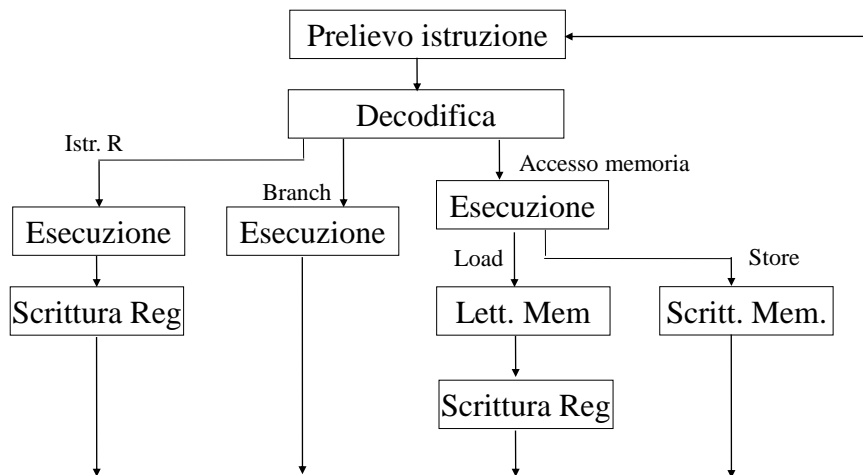 Prelievo istruzione
Decodifica
Istr. R
Accesso memoria
Branch
Esecuzione
Esecuzione
Esecuzione
Load
Store
Scrittura Reg
Lett. Mem
Scritt. Mem.
Scrittura Reg